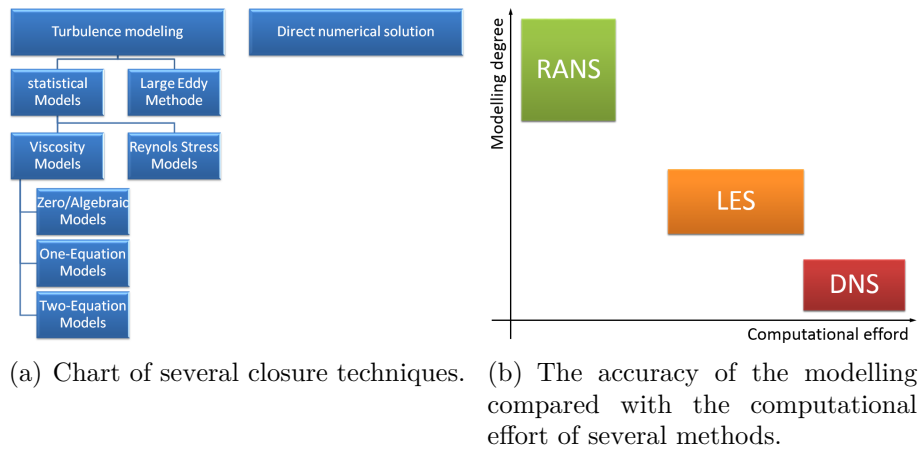 Turbulence modeling
Direct numerical solution
statistical
Models
Large Eddy
Methode
Viscosity
Models
Reynols Stress
Models
Zero/Algebraic
Models
One-Equation
Models
Two-Equation
Models
(a) Chart of several closure techniques.
Modelling degree
RANS
LES
DNS
Computational efford
(b) The accuracy of the modelling
compared with the computational
effort of several methods.